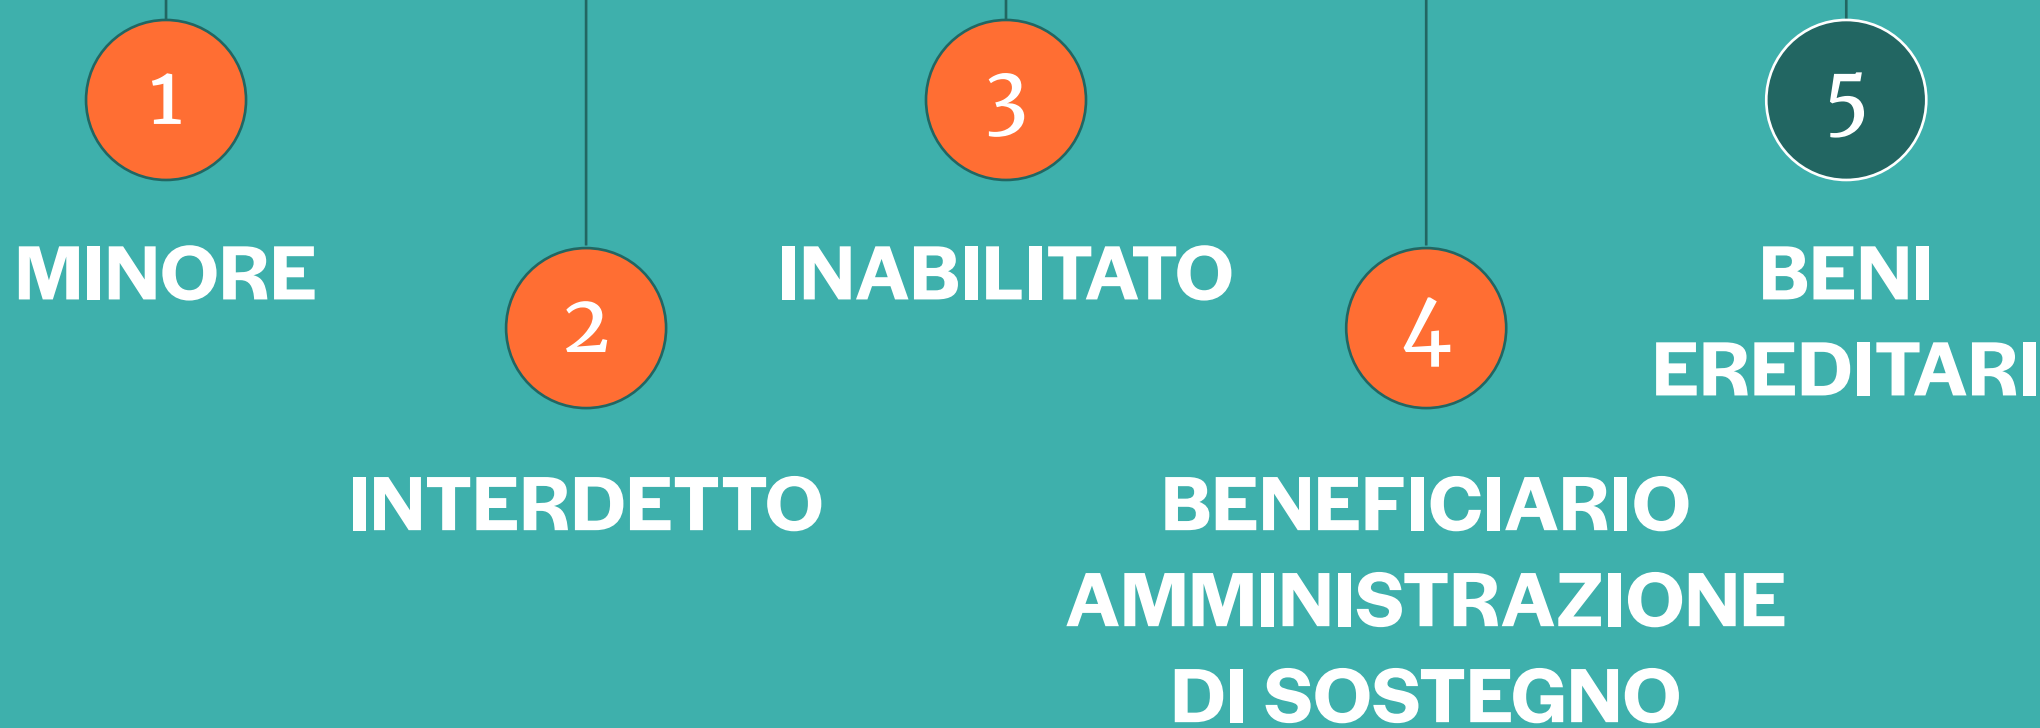 1
MINORE
2
INTERDETTO
3
INABILITATO
4
BENEFICIARIO
AMMINISTRAZIONE
DI SOSTEGNO
5
BENI
EREDITARI